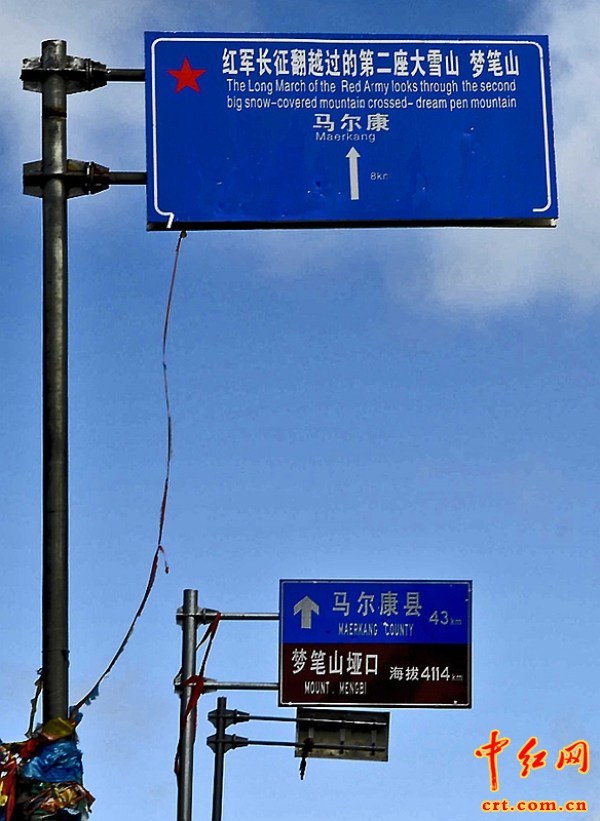 红军长征翻越过的第二座大雪山 梦笔山
The Long March of the Red Army looks through the second
big snow-covered mountain crossed- dream pen mountain
马尔康
Maerkang
8km
马尔康县 43km
MAERKANG COUNTY
梦笔山垭口 海拔4114km
MOUNT . MENGBI
中红网
crt.com.cn